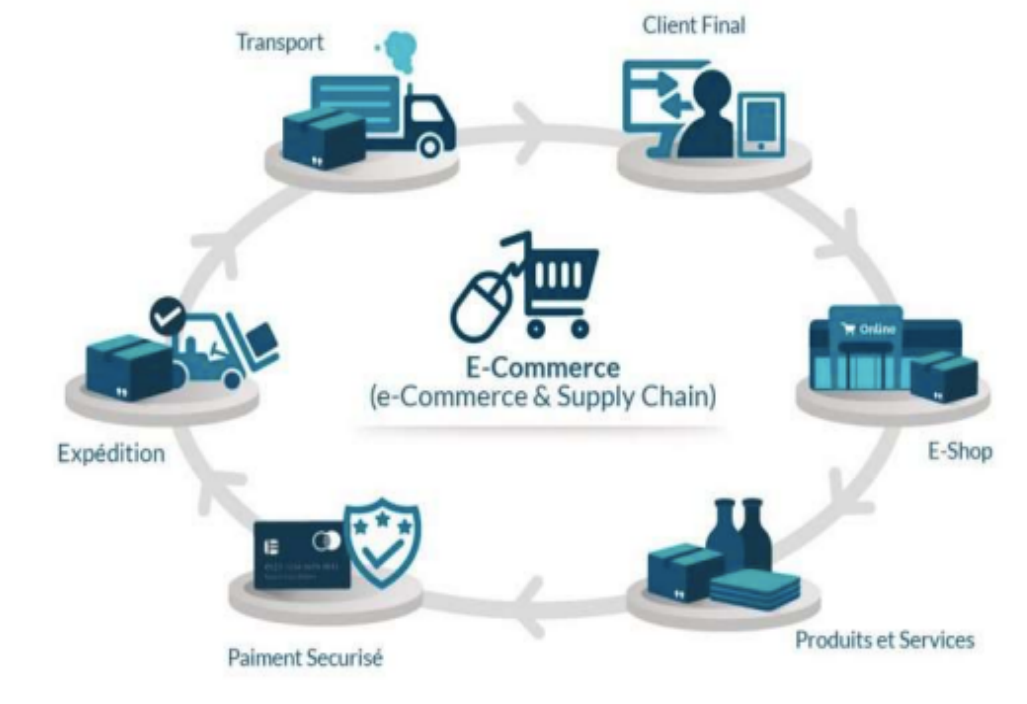 Transport
Client Final
Online
E-Commerce
(e-Commerce & Supply Chain)
Expédition
E-Shop
Produits et Services
Paiment Securisé